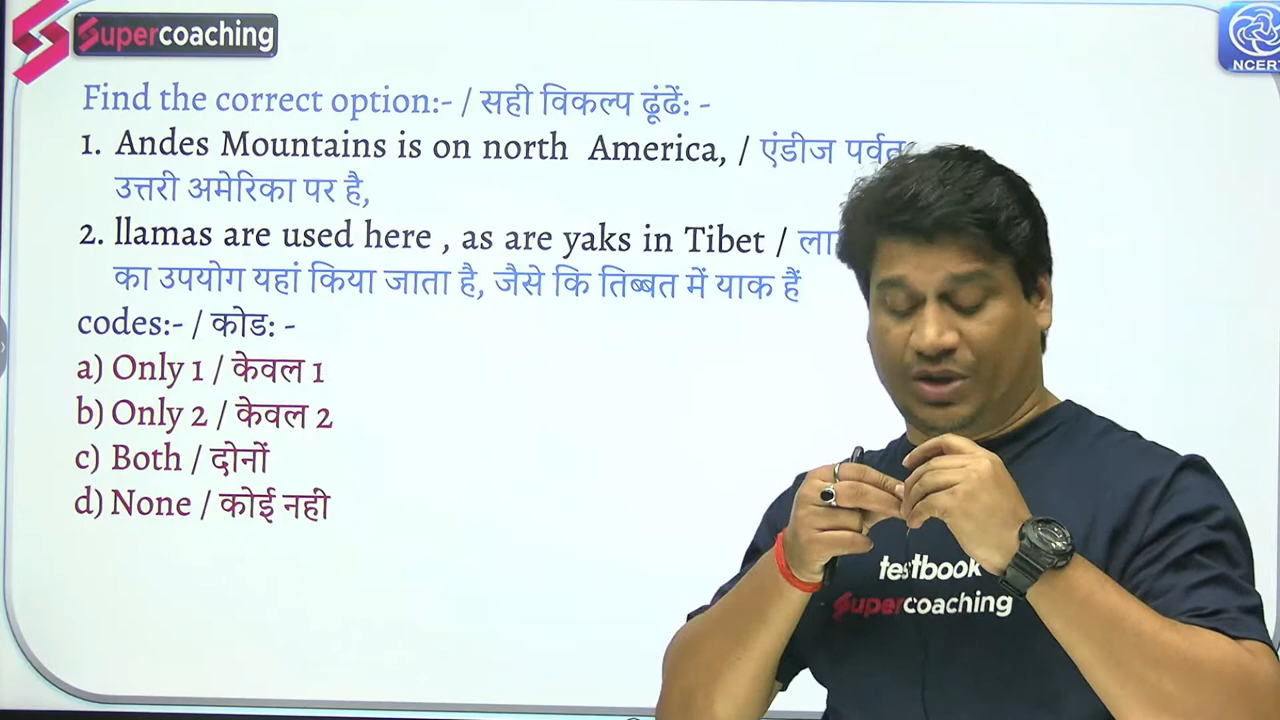 Supercoaching
NCERT
Find the correct option:- / सही विकल्प ढूंढें: -
1. Andes Mountains is on north America, / एंडीज पर्वत
उत्तरी अमेरिका पर है,
2. llamas are used here , as are yaks in Tibet /
का उपयोग यहां किया जाता है, जैसे कि तिब्बत में याक हैं
codes:- / कोड: -
a) Only 1 / केवल 1
b) Only 2 / केवल 2
c) Both / दोनों
d) None / कोई नही
testbook
Supercoaching